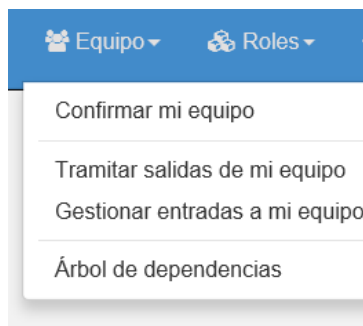 Equipo Roles
Confirmar mi equipo
Tramitar salidas de mi equipo
Gestionar entradas a mi equipo
Árbol de dependencias